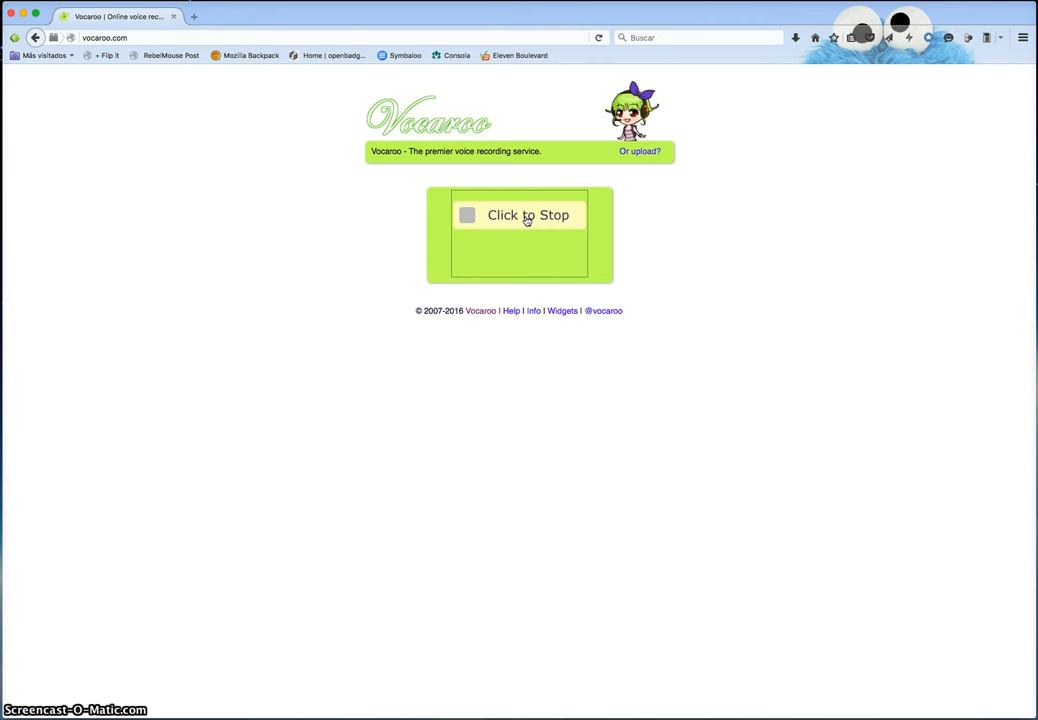 Vocaroo | Online voice rec...
vocaroo.com
Buscar
Más visitados
+ Flip it
RebelMouse Post
Mozilla Backpack
Home | openbadg...
Symbaloo
Consola
Eleven Boulevard
Vocaroo
Vocaroo - The premier voice recording service.
Or upload?
Click to Stop
© 2007-2016 Vocaroo | Help | Info | Widgets | @vocaroo
Screencast-O-Matic.com